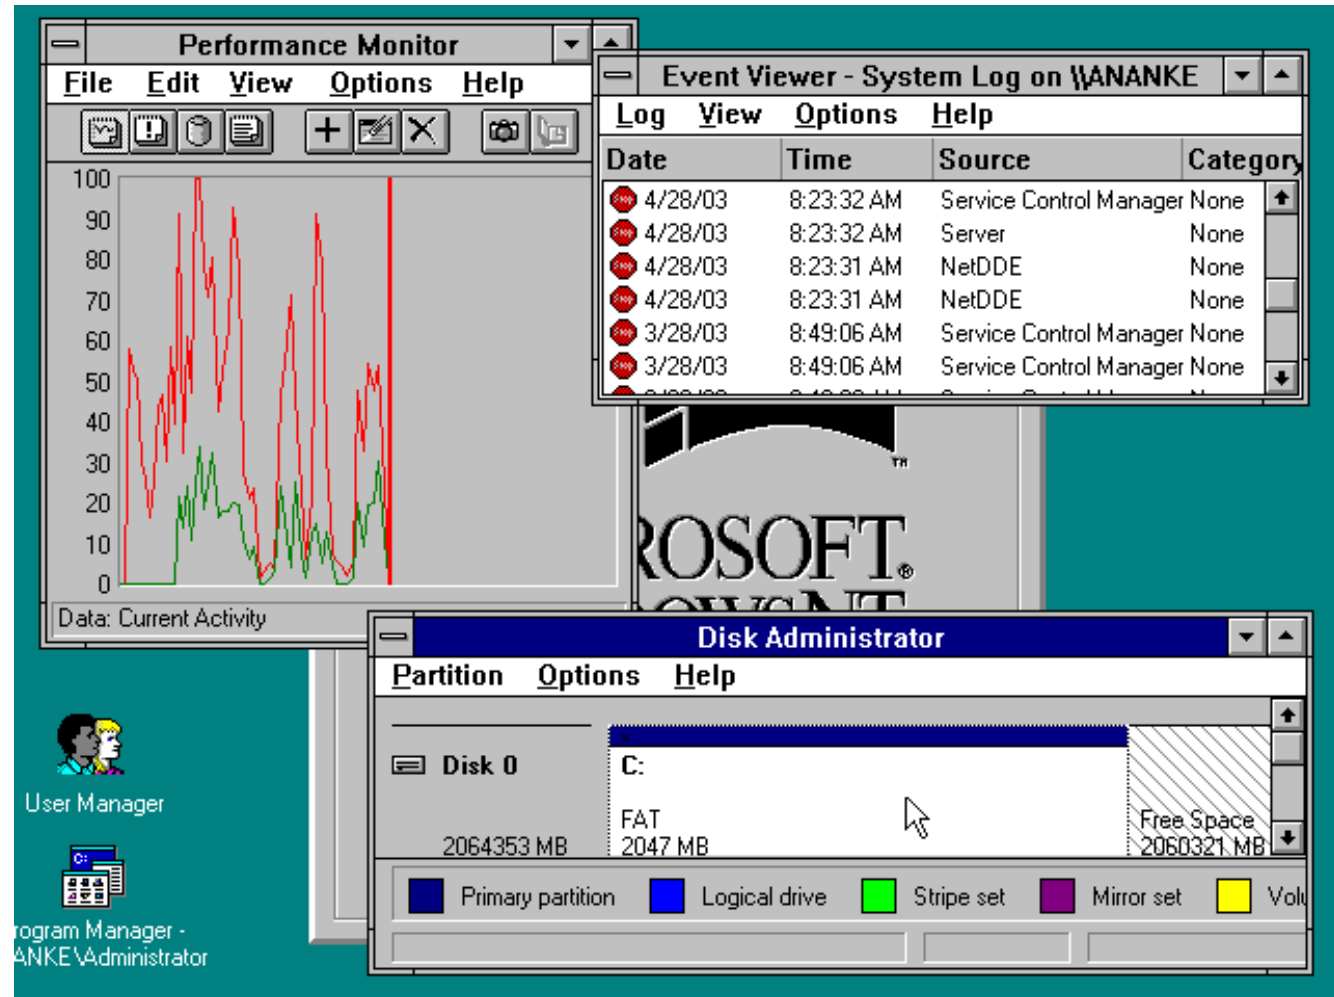 Performance Monitor
File Edit View Options Help
100
90
80
70
60
50
40
30
20
10
0
Data: Current Activity
Event Viewer - System Log on \\ANANKE
Log View Options Help
Date Time Source Category
4/28/03 8:23:32 AM Service Control Manager None
4/28/03 8:23:32 AM Server None
4/28/03 8:23:31 AM NetDDE None
4/28/03 8:23:31 AM NetDDE None
3/28/03 8:49:06 AM Service Control Manager None
3/28/03 8:49:06 AM Service Control Manager None
TM
ROSOFT®
Disk Administrator
Partition Options Help
Disk 0
2064353 MB
C:
FAT
2047 MB
Free Space
2060321 MB
Primary partition Logical drive Stripe set Mirror set Volu
User Manager
C:
rogram Manager -
ANKE\Administrator